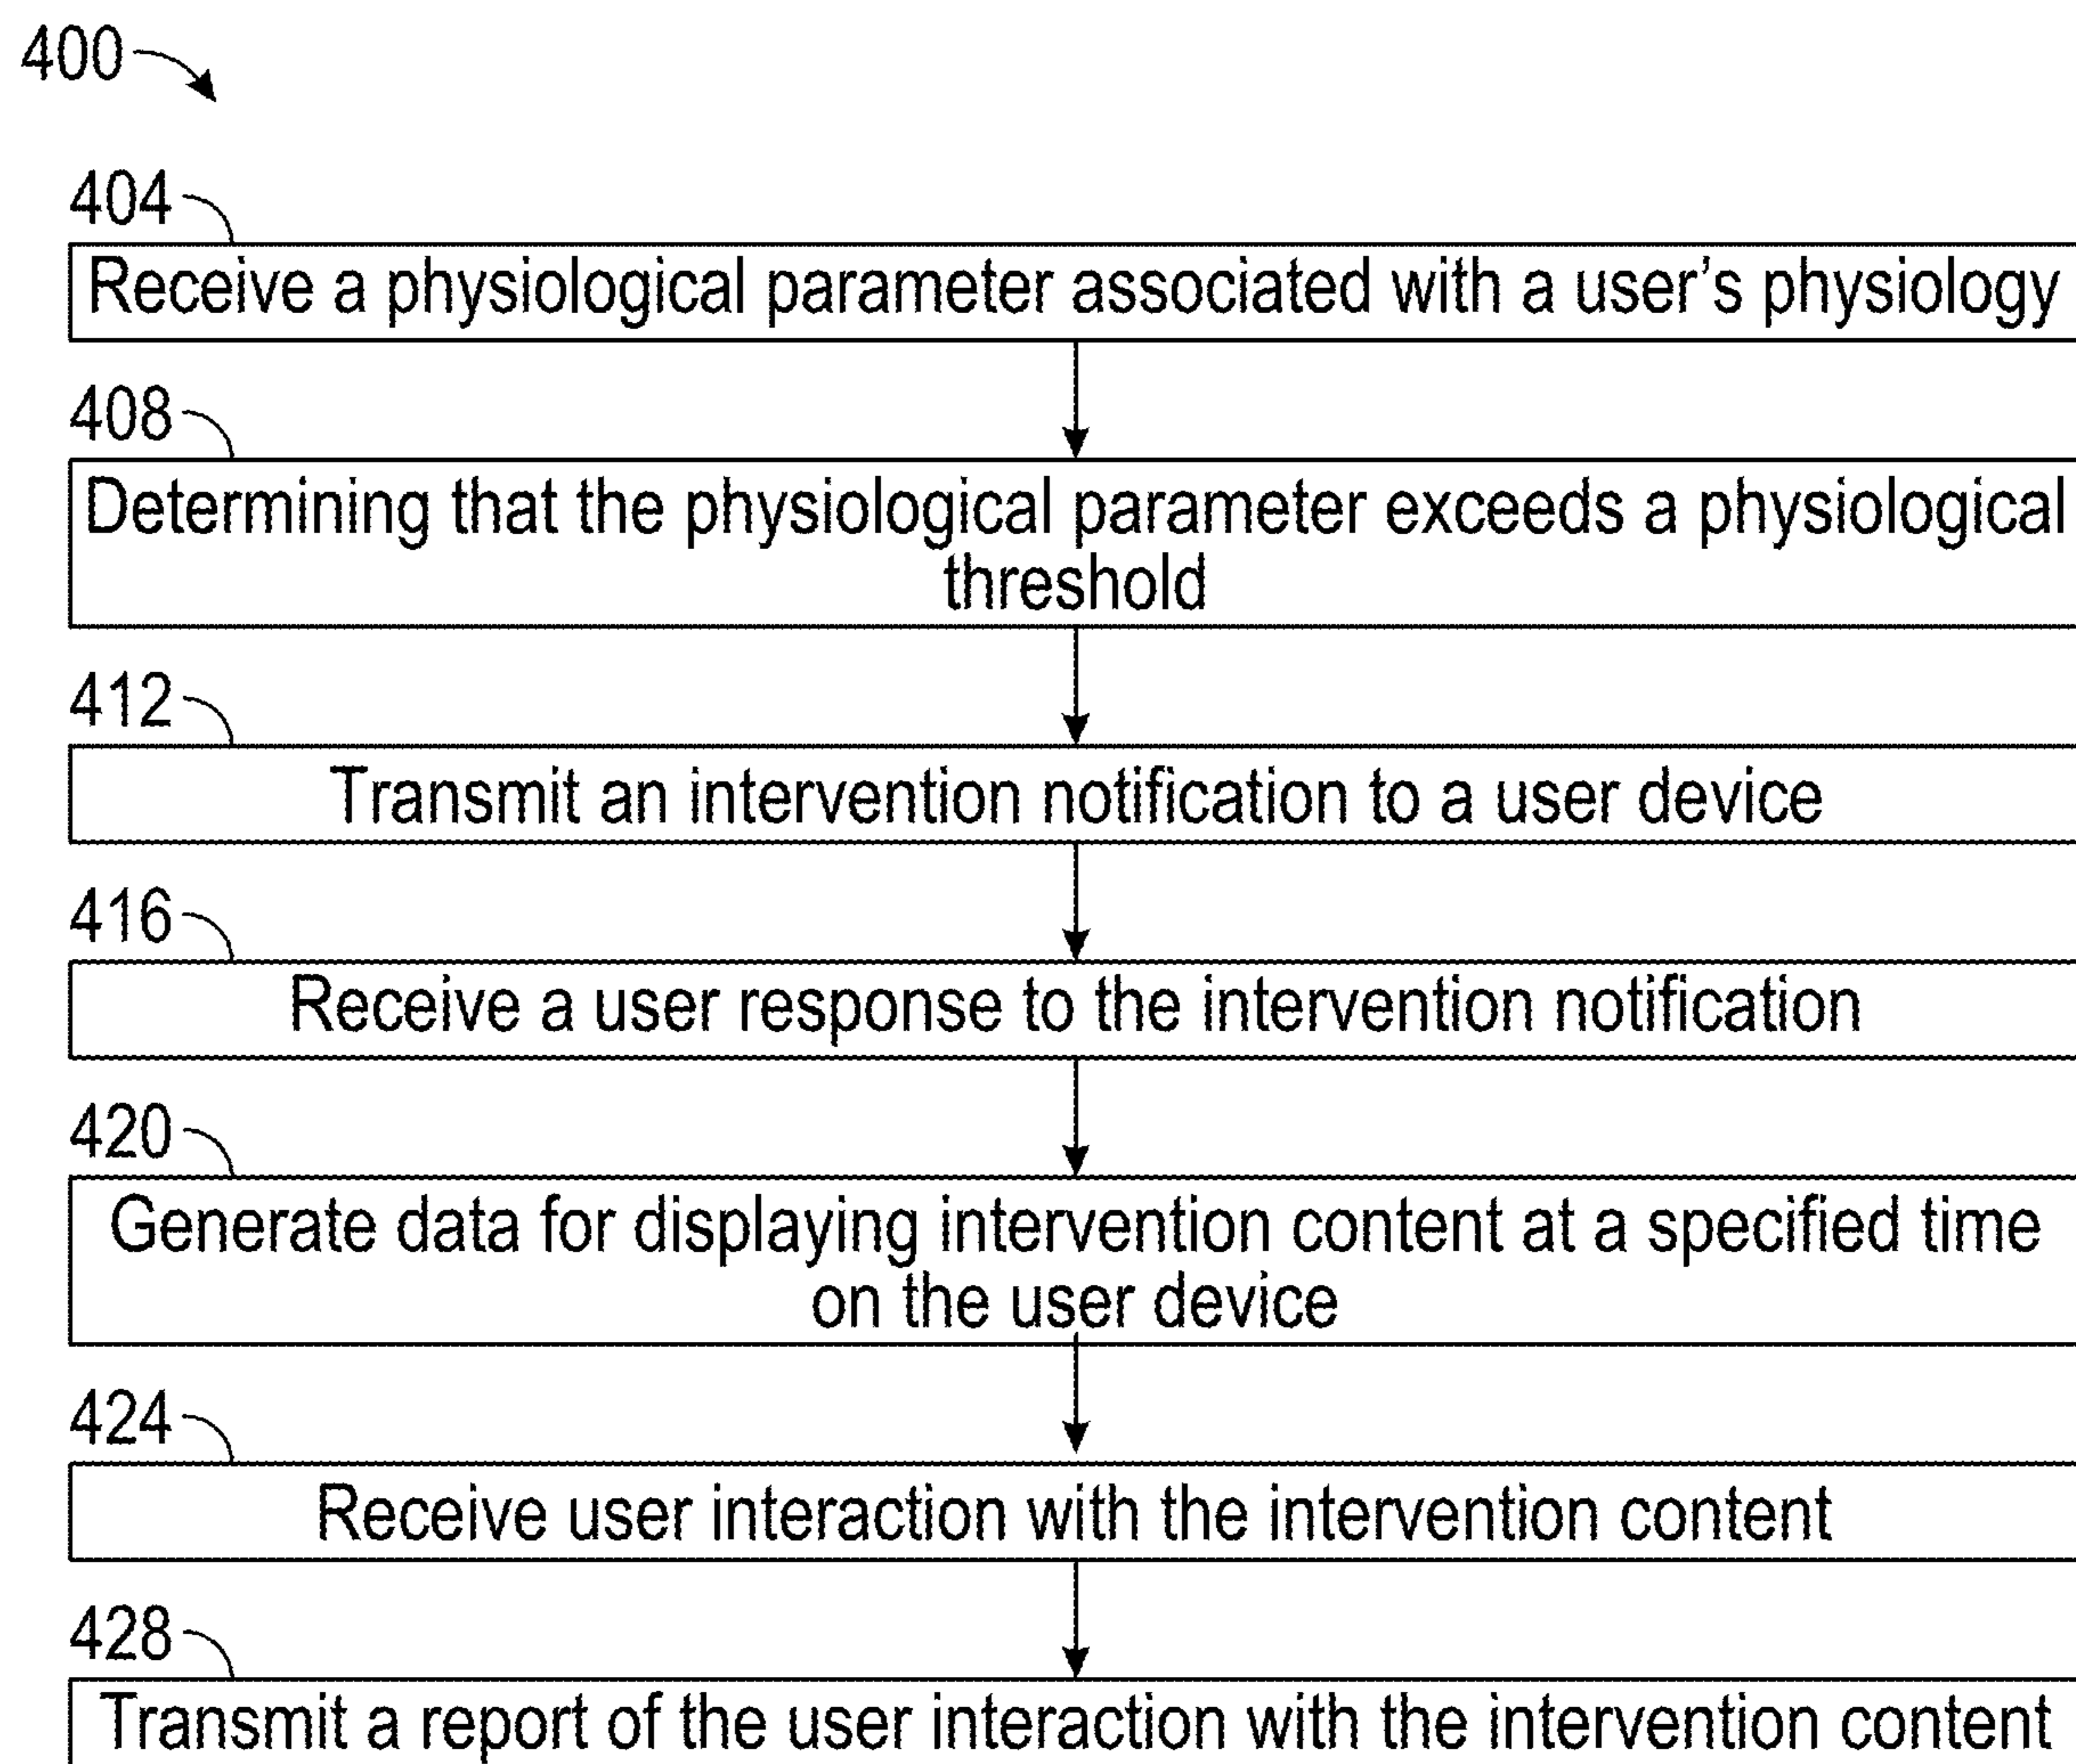 400
404
Receive a physiological parameter associated with a user’s physiology
408
Determining that the physiological parameter exceeds a physiological
threshold
412
Transmit an intervention notification to a user device
416
Receive a user response to the intervention notification
420
Generate data for displaying intervention content at a specified time
on the user device
424
Receive user interaction with the intervention content
428
Transmit a report of the user interaction with the intervention content